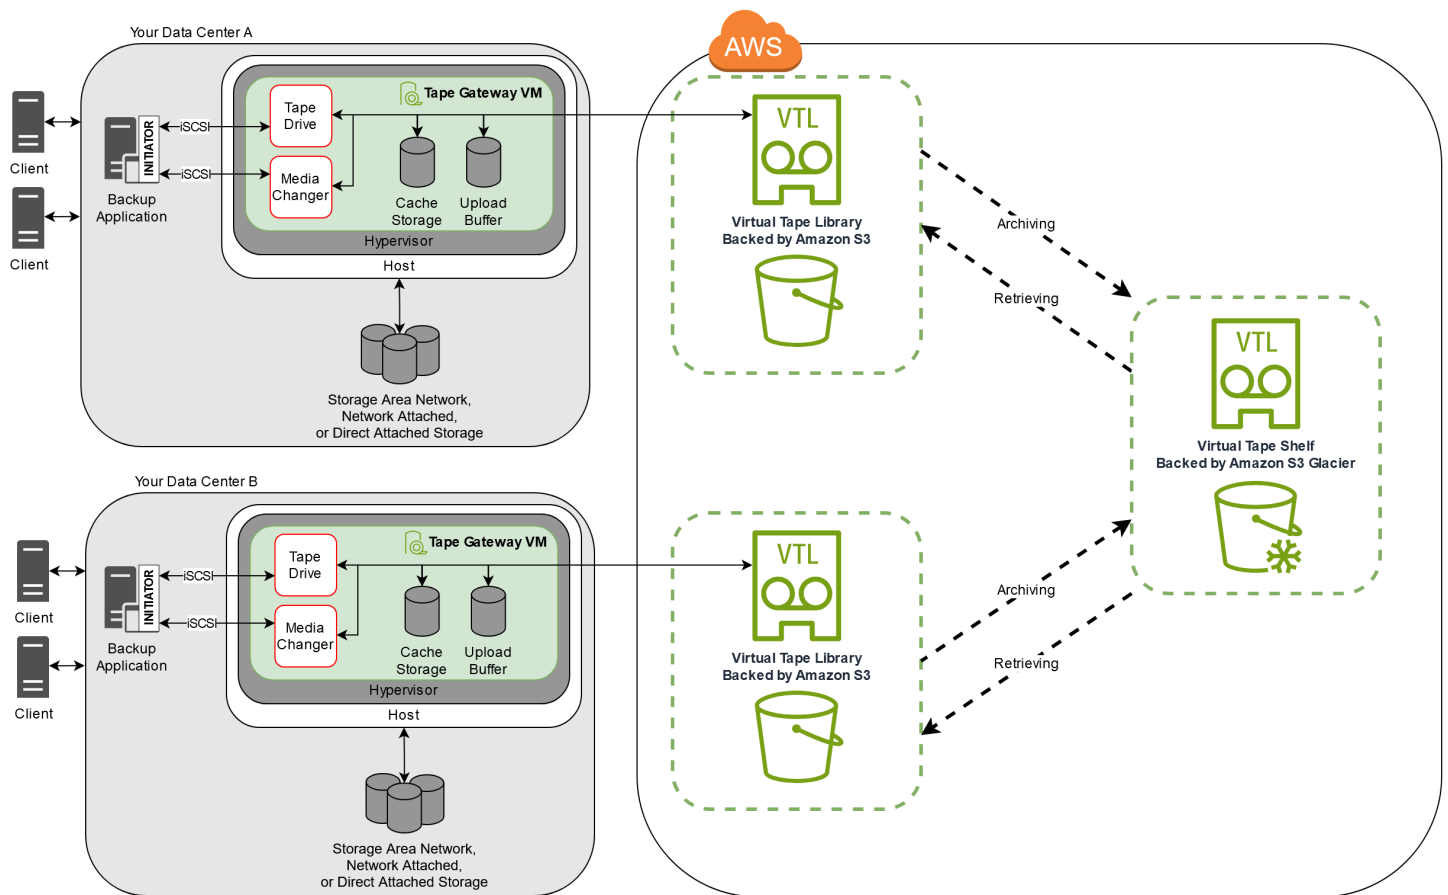 Your Data Center A
AWS
Tape Gateway VM
Tape
Drive
Media
Changer
iSCSI
iSCSI
INITIATOR
Client
Client
Backup
Application
Cache
Storage
Upload
Buffer
Hypervisor
Host
Storage Area Network,
Network Attached,
or Direct Attached Storage
VTL
Virtual Tape Library
Backed by Amazon S3
Archiving
Retrieving
VTL
Virtual Tape Shelf
Backed by Amazon S3 Glacier
Your Data Center B
Tape Gateway VM
Tape
Drive
Media
Changer
iSCSI
iSCSI
INITIATOR
Client
Client
Backup
Application
Cache
Storage
Upload
Buffer
Hypervisor
Host
Storage Area Network,
Network Attached,
or Direct Attached Storage
VTL
Virtual Tape Library
Backed by Amazon S3
Archiving
Retrieving